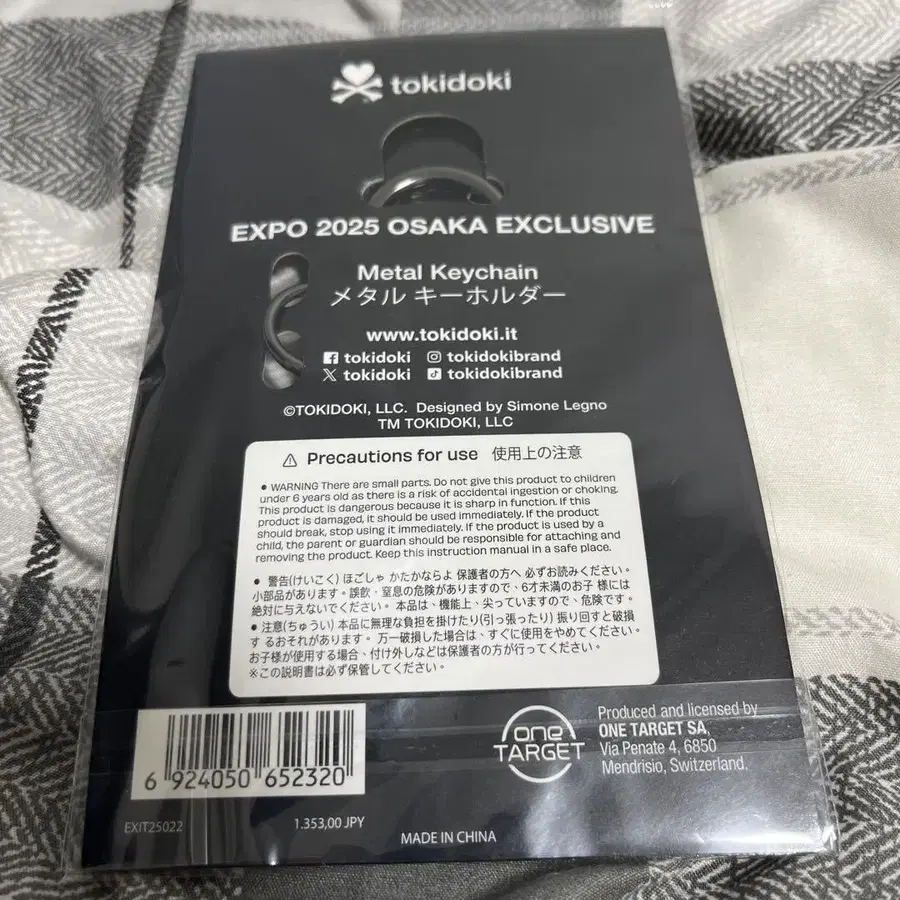 tokidoki
EXPO 2025 OSAKA EXCLUSIVE
Metal Keychain
メタル キーホルダー
www.tokidoki.it
tokidoki tokidokibrand
tokidoki tokidokibrand
©TOKIDOKI, LLC. Designed by Simone Legno
TM TOKIDOKI, LLC
Precautions for use 使用上の注意
● WARNING There are small parts. Do not give this product to children
under 6 years old as there is a risk of accidental ingestion or choking.
This product is dangerous because it is sharp in function. If this
product is damaged, it should be used immediately. If the product
should break, stop using it immediately. If the product is used by a
child, the parent or guardian should be responsible for attaching and
removing the product. Keep this instruction manual in a safe place.
● 警告(けいこく) ほごしゃ かたかならよ 保護者の方へ 必ずお読みください。
小部品があります。誤飲・窒息の危険がありますので、6才未満のお子 様には
絶対に与えないでください。本品は、機能上、尖っていますので、危険です。
● 注意(ちゅうい) 本品に無理な負担を掛けたり(引っ張ったり) 振り回すと破損
す るおそれがあります。 万一破損した場合は、すぐに使用をやめてください。
お子様が使用する場合、付け外しなどは保護者の方が行ってください。
※この説明書は必ず保管してください。
6 924050 652320
EXIT25022
1.353,00 JPY
one
TARGET
Produced and licensed by
ONE TARGET SA,
Via Penate 4, 6850
Mendrisio, Switzerland.
MADE IN CHINA